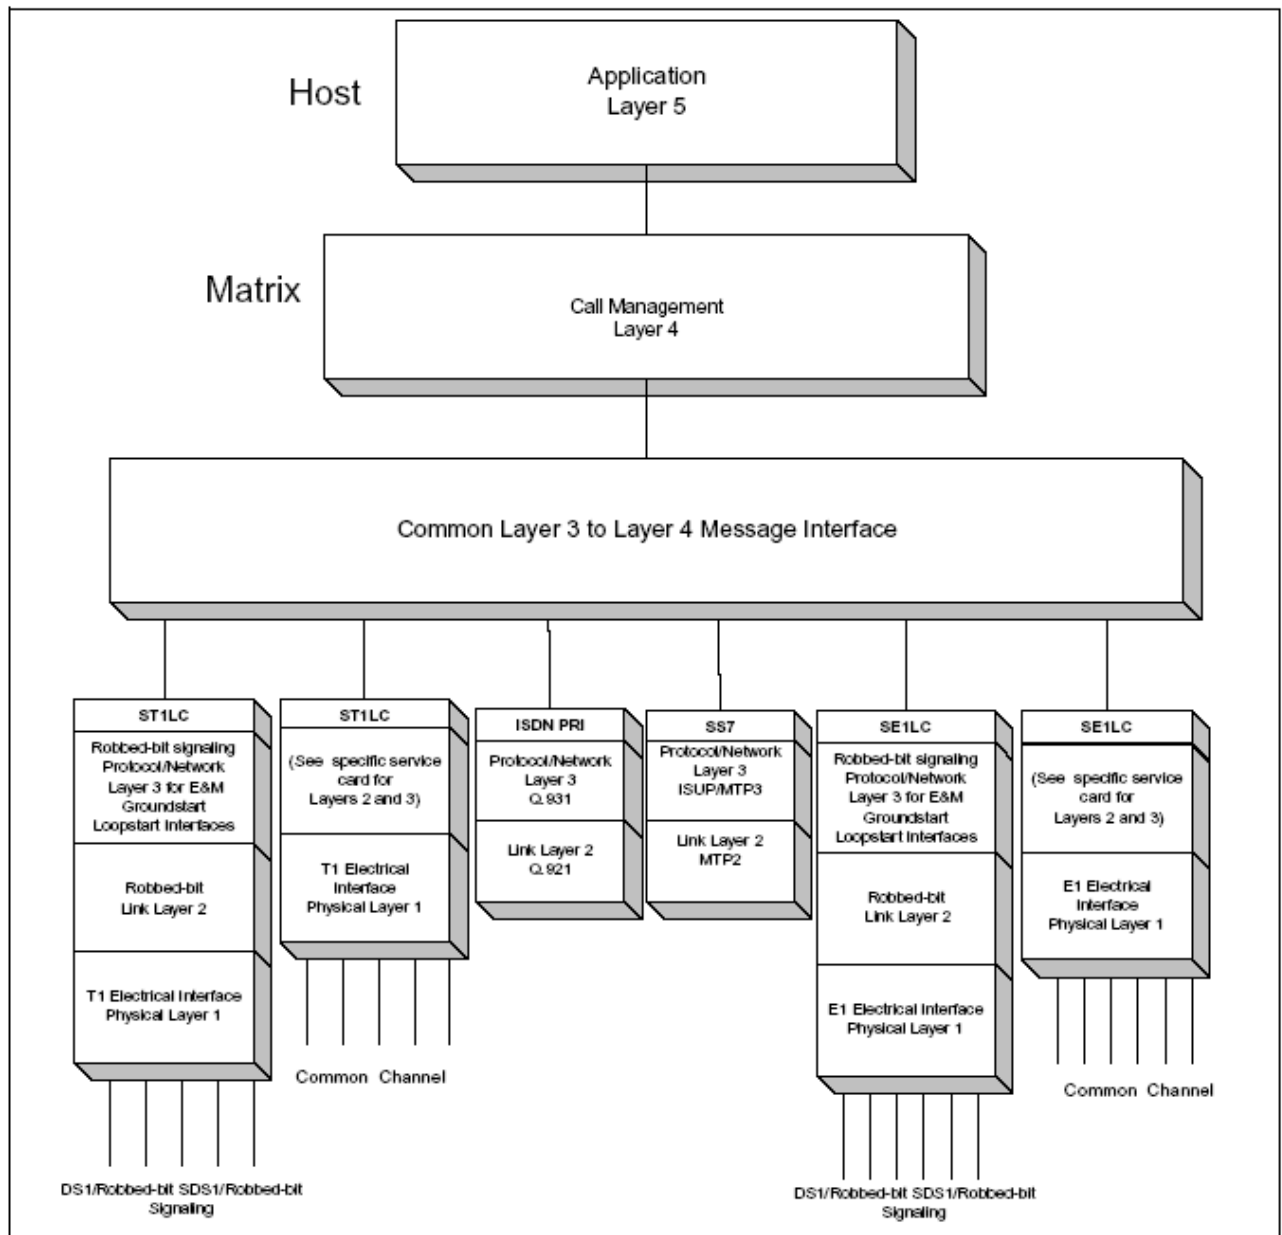 Host
Application
Layer 5
Matrix
Call Management
Layer 4
Common Layer 3 to Layer 4 Message Interface
ST1LC
Robbed-bit signaling
Protocol/Network
Layer 3 for E&M
Groundstart
Loopstart Interfaces
Robbed-bit
Link Layer 2
T1 Electrical Interface
Physical Layer 1
DS1/Robbed-bit SDS1/Robbed-bit
Signaling
ST1LC
(See specific service
card for
Layers 2 and 3)
T1 Electrical
Interface
Physical Layer 1
Common Channel
ISDN PRI
Protocol/Network
Layer 3
Q.931
Link Layer 2
Q.921
SS7
Protocol/Network
Layer 3
ISUP/MTP3
Link Layer 2
MTP2
SE1LC
Robbed-bit signaling
Protocol/Network
Layer 3 for E&M
Groundstart
Loopstart Interfaces
Robbed-bit
Link Layer 2
E1 Electrical Interface
Physical Layer 1
DS1/Robbed-bit SDS1/Robbed-bit
Signaling
SE1LC
(See specific service
card for
Layers 2 and 3)
E1 Electrical
Interface
Physical Layer 1
Common Channel